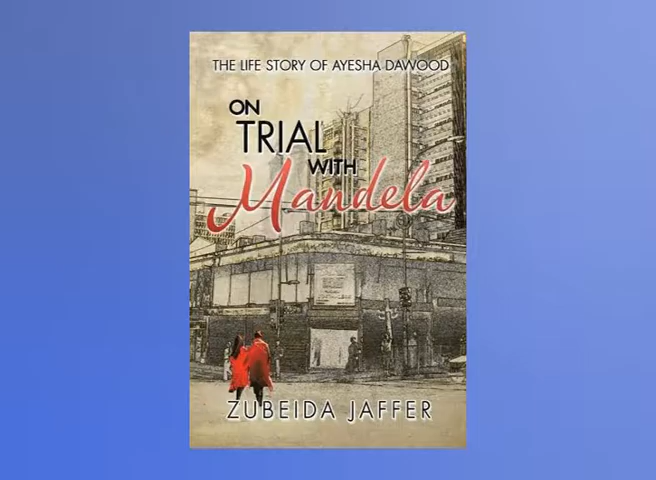 THE LIFE STORY OF AYESHA DAWOOD
ON
TRIAL
WITH
Mandela
ZUBEIDA JAFFER